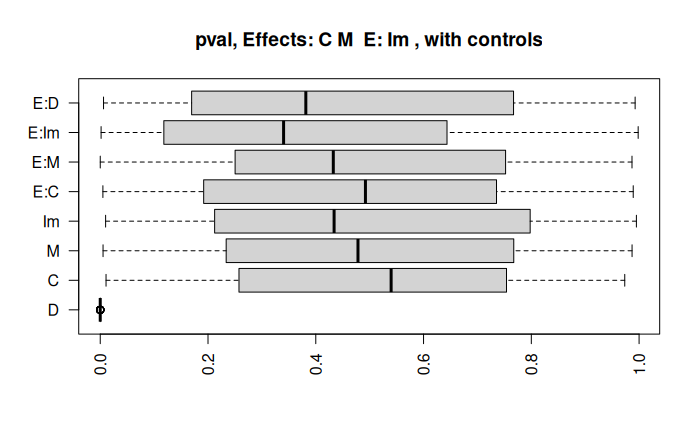 pval, Effects: C M  E: Im , with controls
E:D
E:Im
E:M
E:C
Im
M
C
D
0.0 0.2 0.4 0.6 0.8 1.0